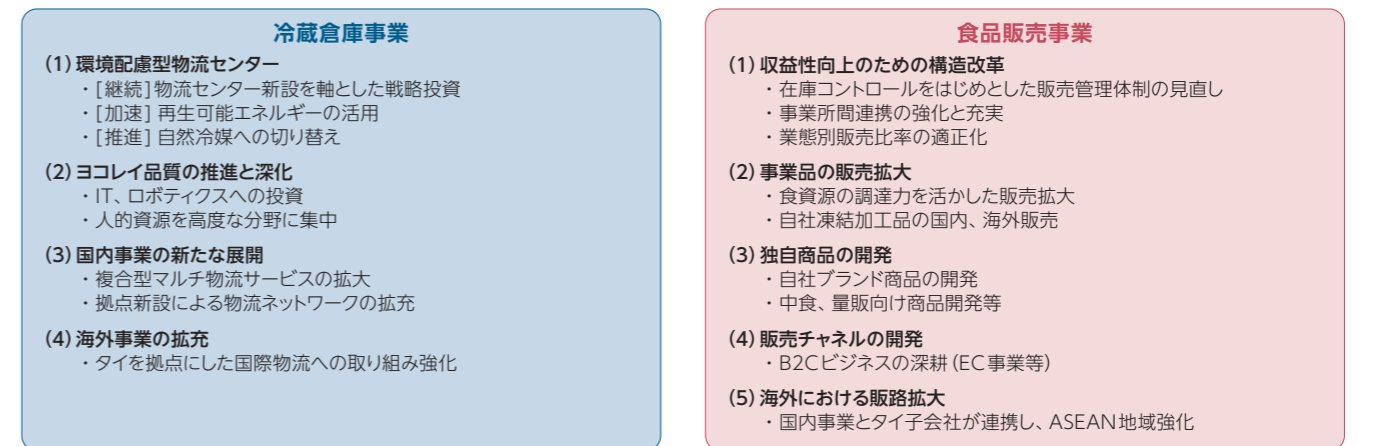 冷蔵倉庫事業
(1)環境配慮型物流センター
・[継続]物流センター新設を軸とした戦略投資
・[加速] 再生可能エネルギーの活用
・[推進] 自然冷媒への切り替え
(2)ヨコレイ品質の推進と深化
・IT、ロボティクスへの投資
・人的資源を高度な分野に集中
(3)国内事業の新たな展開
・複合型マルチ物流サービスの拡大
・拠点新設による物流ネットワークの拡充
(4)海外事業の拡充
・タイを拠点にした国際物流への取り組み強化
食品販売事業
(1)収益性向上のための構造改革
・在庫コントロールをはじめとした販売管理体制の見直し
・事業所間連携の強化と充実
・業態別販売比率の適正化
(2)事業品の販売拡大
・食資源の調達力を活かした販売拡大
・自社凍結加工品の国内、海外販売
(3)独自商品の開発
・自社ブランド商品の開発
・中食、量販向け商品開発等
(4)販売チャネルの開発
・B2Cビジネスの深耕(EC事業等)
(5)海外における販路拡大
・国内事業とタイ子会社が連携し、ASEAN地域強化